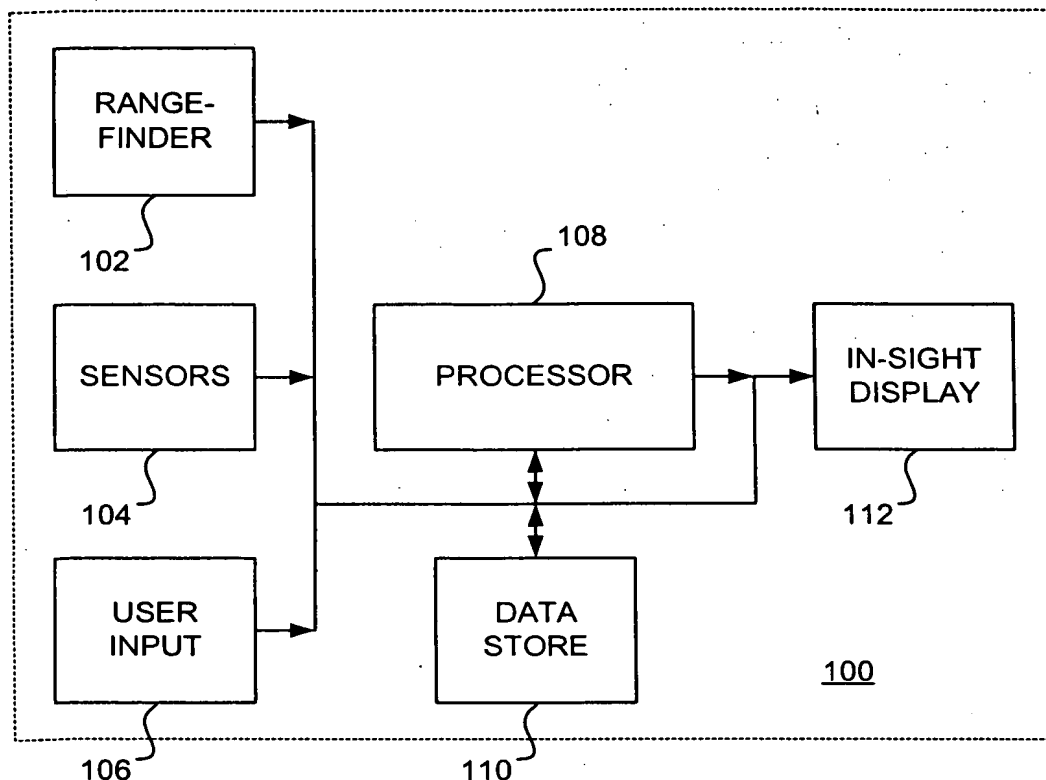 RANGE-
FINDER
102
108
SENSORS
PROCESSOR
IN-SIGHT
DISPLAY
104
112
USER
INPUT
DATA
STORE
100
106
110